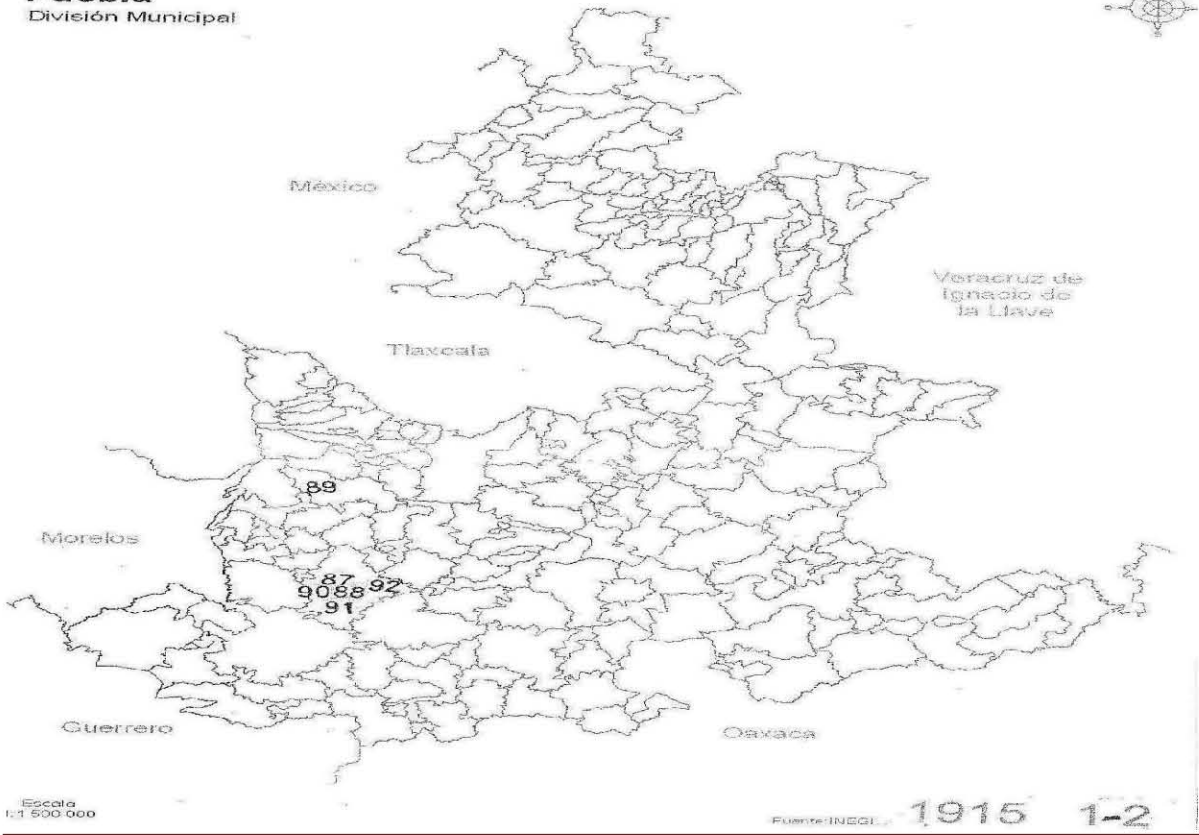 División Municipal
México
Veracruz de
Ignacio de
la Llave
Tlaxcala
89
Morelos
87
92
90 88
91
Guerrero
Oaxaca
Escala
1:1 500 000
Fuente: INEGI.
1915 1-2